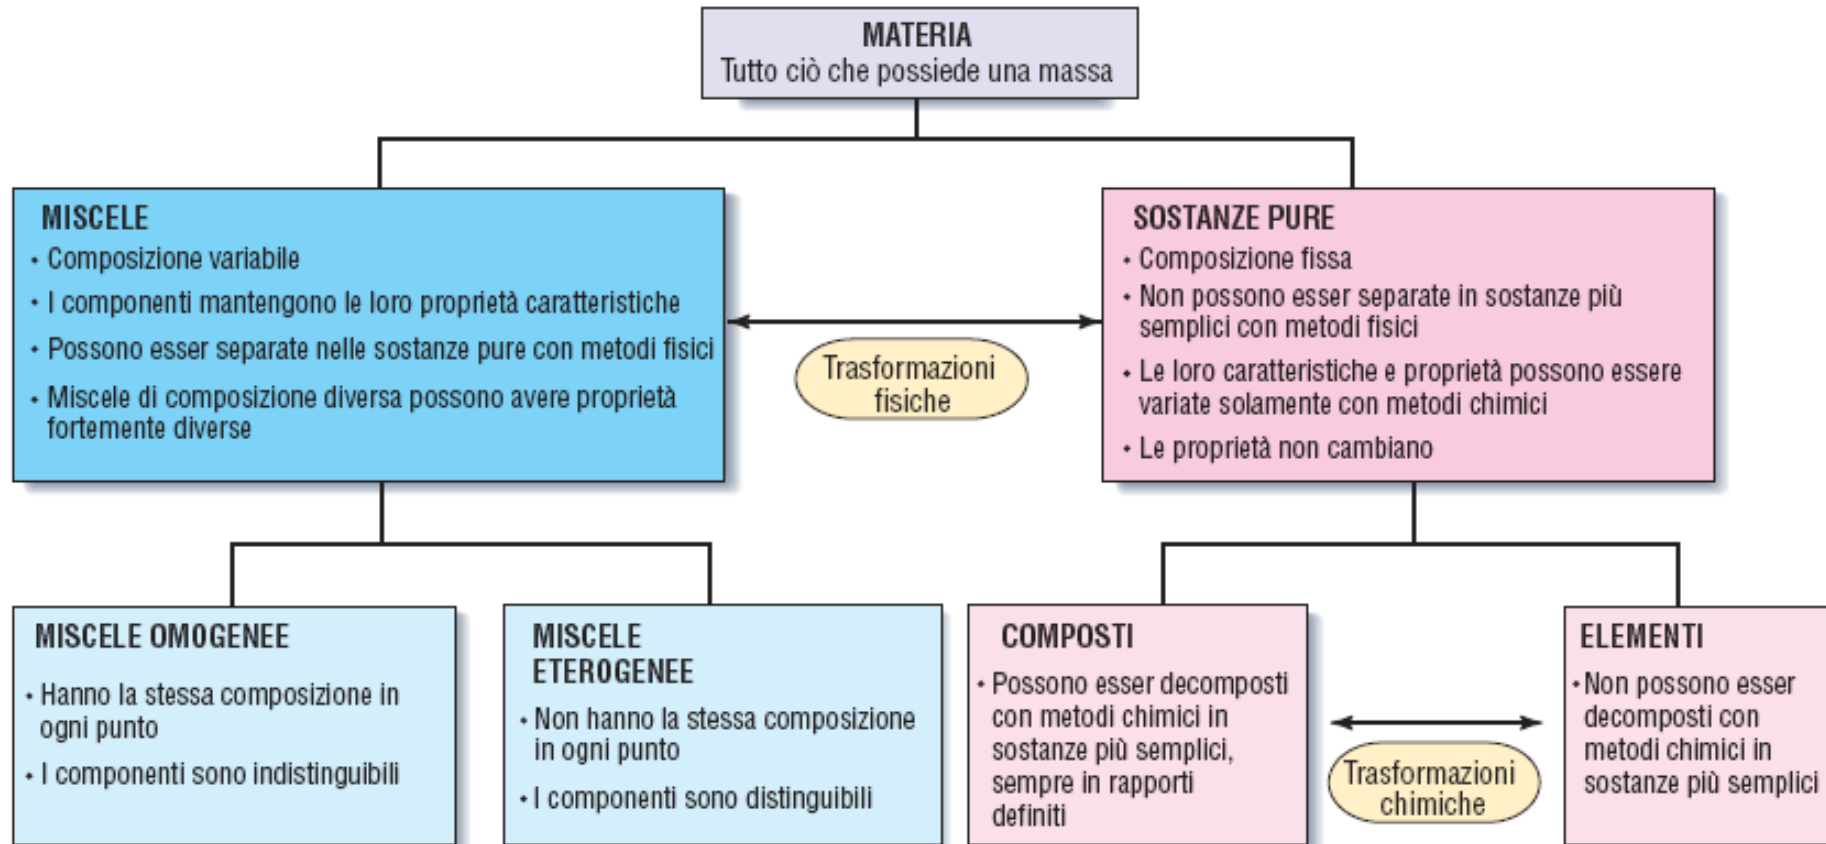 MATERIA
Tutto ciò che possiede una massa
MISCELE
• Composizione variabile
• I componenti mantengono le loro proprietà caratteristiche
• Possono esser separate nelle sostanze pure con metodi fisici
• Miscele di composizione diversa possono avere proprietà
fortemente diverse
Trasformazioni
fisiche
SOSTANZE PURE
• Composizione fissa
• Non possono esser separate in sostanze più
semplici con metodi fisici
• Le loro caratteristiche e proprietà possono essere
variate solamente con metodi chimici
• Le proprietà non cambiano
MISCELE OMOGENEE
• Hanno la stessa composizione in
ogni punto
• I componenti sono indistinguibili
MISCELE
ETEROGENEE
• Non hanno la stessa composizione
in ogni punto
• I componenti sono distinguibili
COMPOSTI
• Possono esser decomposti
con metodi chimici in
sostanze più semplici,
sempre in rapporti
definiti
Trasformazioni
chimiche
ELEMENTI
• Non possono esser
decomposti con
metodi chimici in
sostanze più semplici